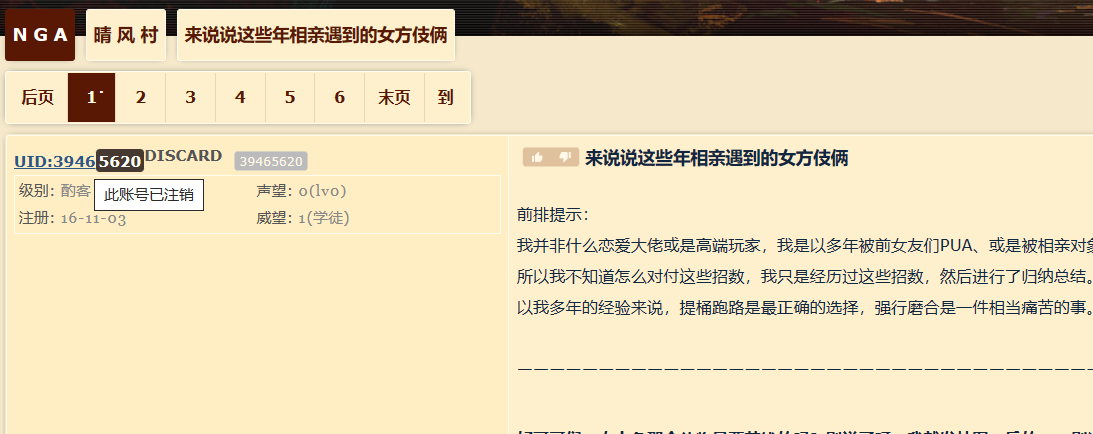 NGA 晴风村 来说说这些年相亲遇到的女方伎俩
后页 1 2 3 4 5 6 末页 到
UID:39465620 DISCARD 39465620
级别: 酌客 声望: 0(lv0)
此账号已注销
注册: 16-11-03 威望: 1(学徒)
来说说这些年相亲遇到的女方伎俩
前排提示：
我并非什么恋爱大佬或是高端玩家，我是以多年被前女友们PUA、或是被相亲对象
所以我不知道怎么对付这些招数，我只是经历过这些招数，然后进行了归纳总结。
以我多年的经验来说，提桶跑路是最正确的选择，强行磨合是一件相当痛苦的事。